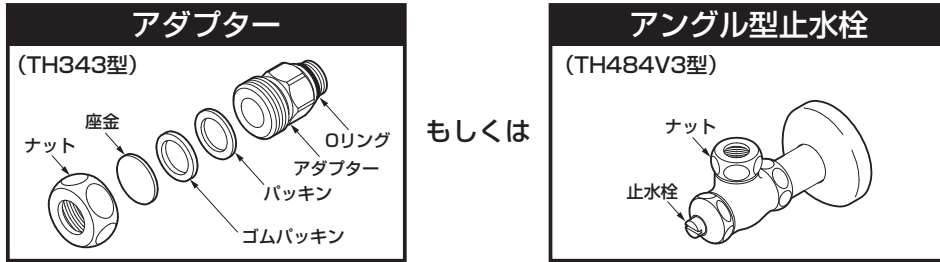 アダプター
(TH343型)
座金
ナット
Oリング
アダプター
パッキン
ゴムパッキン
もしくは
アングル型止水栓
(TH484V3型)
ナット
止水栓